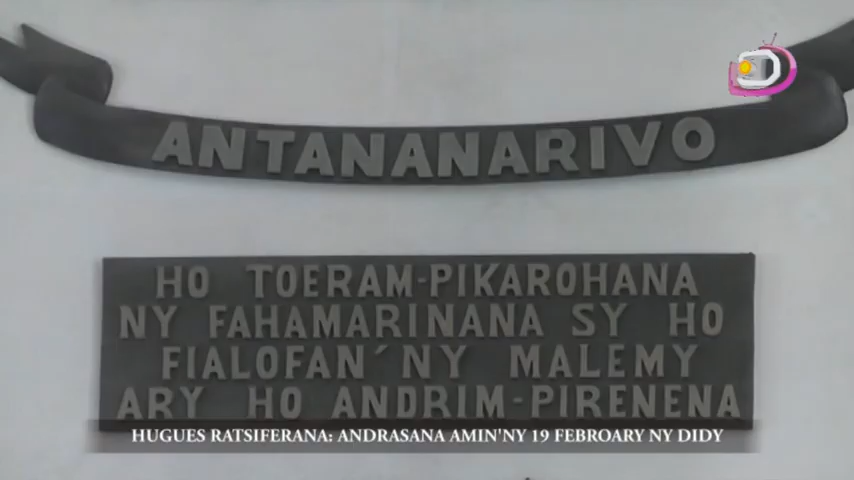 ANTANANARIVO
HO TOERAM-PIKAROHANA
NY FAHAMARINANA SY HO
FIALOFAN´NY MALEMY
ARY HO ANDRIM-PIRENENA
HUGUES RATSIFERANA: ANDRASANA AMIN'NY 19 FEBROARY NY DIDY